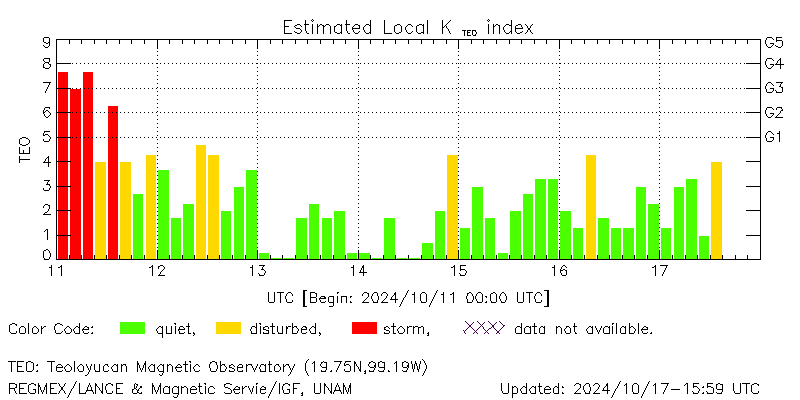 Estimated Local K TEO index
9 G5
8 G4
7 G3
6 G2
5 G1
4
3
2
1
0
TEO
11 12 13 14 15 16 17
UTC [Begin: 2024/10/11 00:00 UTC]
Color Code: quiet, disturbed, storm, data not available.
TEO: Teoloyucan Magnetic Observatory (19.75N,99.19W)
REGMEX/LANCE & Magnetic Servie/IGF, UNAM Updated: 2024/10/17-15:59 UTC